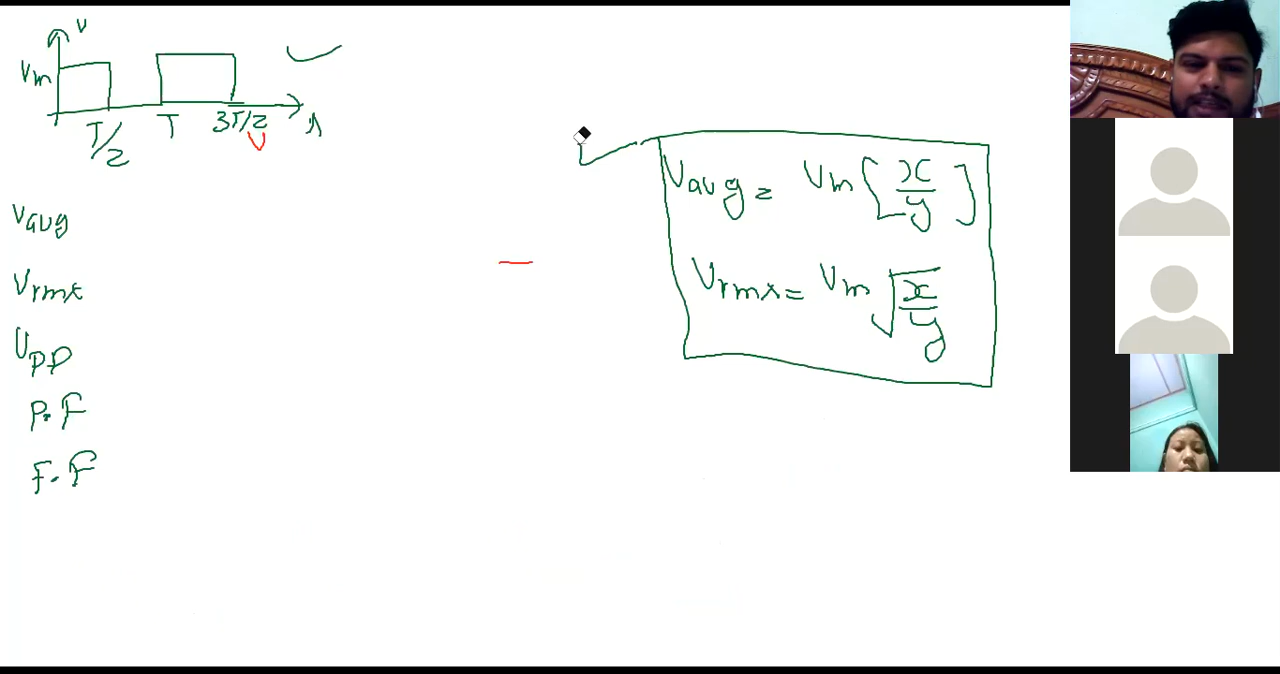 V
Vm
T/2 T 3T/2 t
V
Vavg
Vrms
Vpp
P.F
F.F
Vavg = Vm [x/y]
Vrms = Vm √x/y